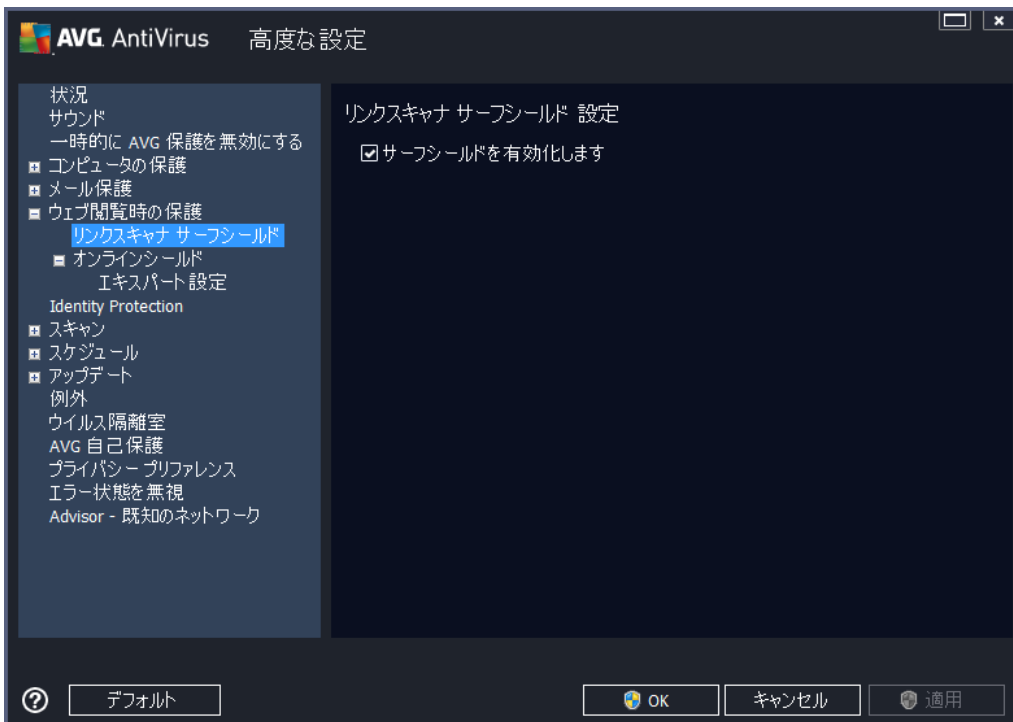 AVG. AntiVirus 高度な設定
状況
サウンド
一時的に AVG 保護を無効にする
コンピュータの保護
メール保護
ウェブ閲覧時の保護
リンクスキャナ サーフシールド
オンラインシールド
エキスパート設定
Identity Protection
スキャン
スケジュール
アップデート
例外
ウイルス隔離室
AVG 自己保護
プライバシー プリファレンス
エラー状態を無視
Advisor - 既知のネットワーク
リンクスキャナ サーフシールド 設定
サーフシールドを有効化します
デフォルト
OK
キャンセル
適用